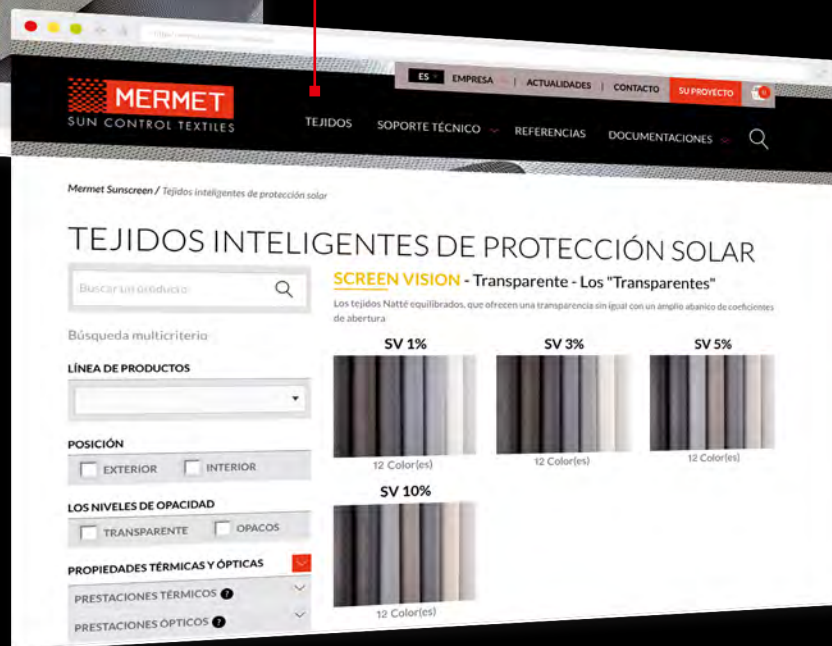 ES EMPRESA | ACTUALIDADES | CONTACTO SU PROYECTO
MERMET
SUN CONTROL TEXTILES
TEJIDOS SOPORTE TÉCNICO REFERENCIAS DOCUMENTACIONES
Mermet Sunscreen / Tejidos inteligentes de protección solar
TEJIDOS INTELIGENTES DE PROTECCIÓN SOLAR
Buscar un producto
SCREEN VISION - Transparente - Los "Transparentes"
Los tejidos Natté equilibrados, que ofrecen una transparencia sin igual con un amplio abanico de coeficientes
de abertura
Búsqueda multicriterio
SV 1% SV 3% SV 5%
LÍNEA DE PRODUCTOS
POSICIÓN
EXTERIOR INTERIOR
12 Color(es) 12 Color(es) 12 Color(es)
LOS NIVELES DE OPACIDAD
SV 10%
TRANSPARENTE OPACOS
PROPIEDADES TÉRMICAS Y ÓPTICAS
PRESTACIONES TÉRMICOS ?
PRESTACIONES ÓPTICOS ?
12 Color(es)